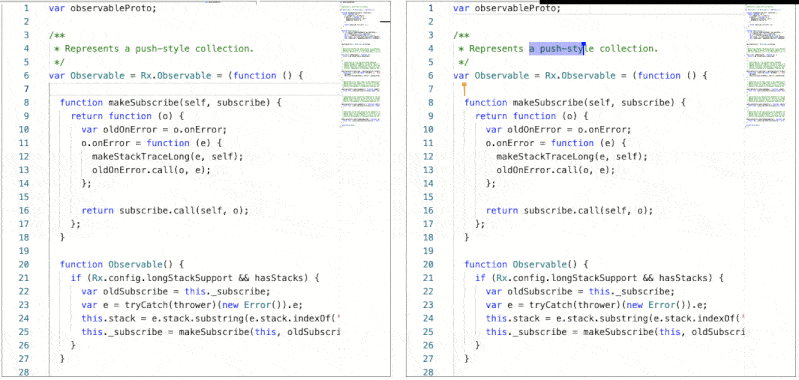 1 var observableProto;
2
3 /**
4 * Represents a push-style collection.
5 */
6 var Observable = Rx.Observable = (function () {
7
8 function makeSubscribe(self, subscribe) {
9 return function (o) {
10 var oldOnError = o.onError;
11 o.onError = function (e) {
12 makeStackTraceLong(e, self);
13 oldOnError.call(o, e);
14 };
15
16 return subscribe.call(self, o);
17 };
18 }
19
20 function Observable() {
21 if (Rx.config.longStackSupport && hasStacks) {
22 var oldSubscribe = this._subscribe;
23 var e = tryCatch(thrower)(new Error()).e;
24 this.stack = e.stack.substring(e.stack.indexOf('
25 this._subscribe = makeSubscribe(this, oldSubscri
26 }
27 }
28
1 var observableProto;
2
3 /**
4 * Represents a push-style collection.
5 */
6 var Observable = Rx.Observable = (function () {
7
8 function makeSubscribe(self, subscribe) {
9 return function (o) {
10 var oldOnError = o.onError;
11 o.onError = function (e) {
12 makeStackTraceLong(e, self);
13 oldOnError.call(o, e);
14 };
15
16 return subscribe.call(self, o);
17 };
18 }
19
20 function Observable() {
21 if (Rx.config.longStackSupport && hasStacks) {
22 var oldSubscribe = this._subscribe;
23 var e = tryCatch(thrower)(new Error()).e;
24 this.stack = e.stack.substring(e.stack.indexOf('
25 this._subscribe = makeSubscribe(this, oldSubscri
26 }
27 }
28